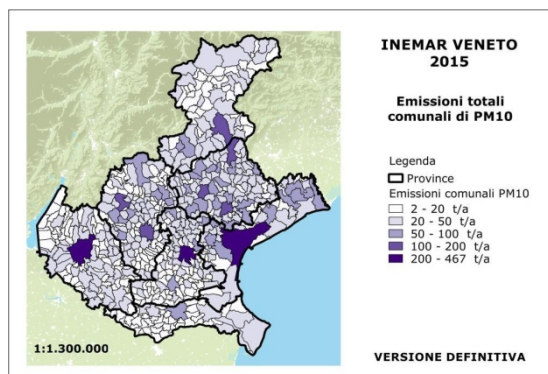 INEMAR VENETO
2015
Emissioni totali
comunali di PM10
Legenda
Province
Emissioni comunali PM10
2 - 20 t/a
20 - 50 t/a
50 - 100 t/a
100 - 200 t/a
200 - 467 t/a
1:1.300.000
VERSIONE DEFINITIVA